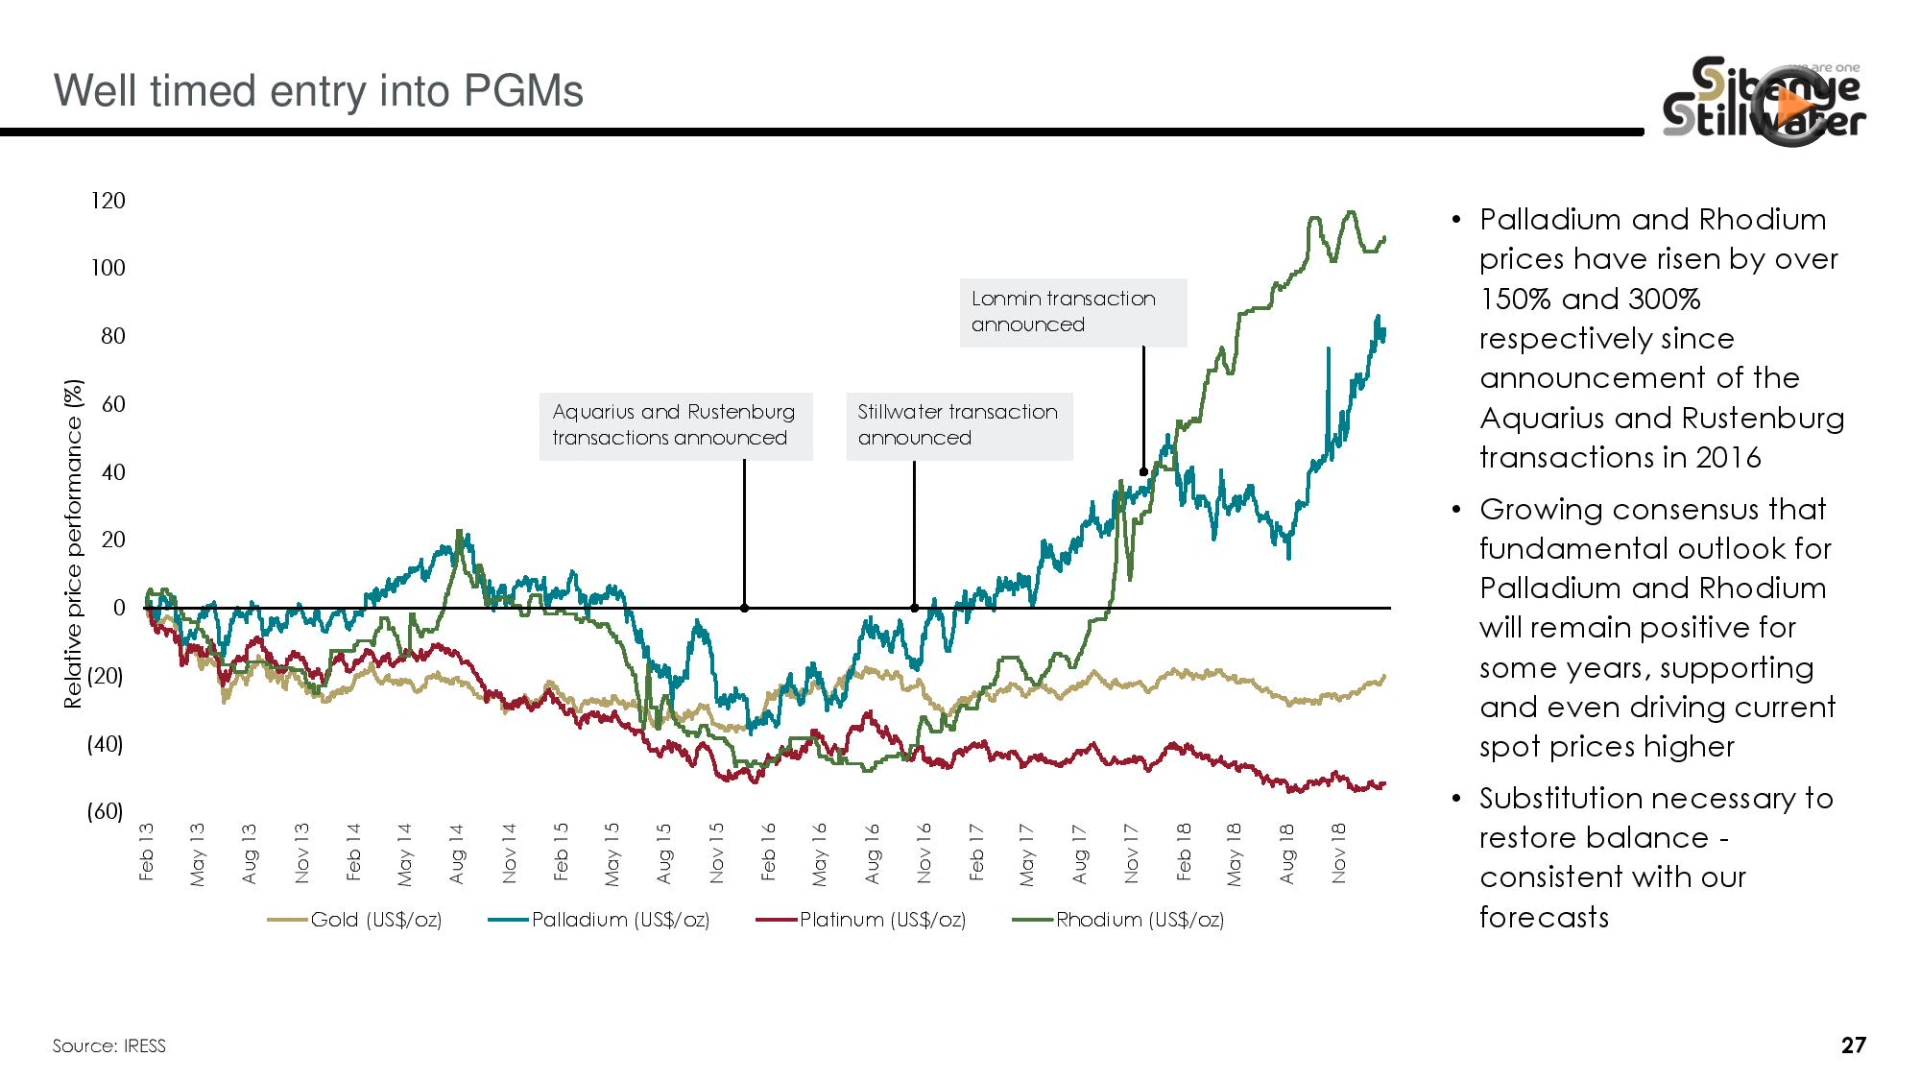 Well timed entry into PGMs
we are one
Sibanye
Stillwater
120
100
80
60
40
20
0
(20)
(40)
(60)
Relative price performance (%)
Aquarius and Rustenburg
transactions announced
Stillwater transaction
announced
Lonmin transaction
announced
Feb 13
May 13
Aug 13
Nov 13
Feb 14
May 14
Aug 14
Nov 14
Feb 15
May 15
Aug 15
Nov 15
Feb 16
May 16
Aug 16
Nov 16
Feb 17
May 17
Aug 17
Nov 17
Feb 18
May 18
Aug 18
Nov 18
Gold (US$/oz)
Palladium (US$/oz)
Platinum (US$/oz)
Rhodium (US$/oz)
• Palladium and Rhodium
prices have risen by over
150% and 300%
respectively since
announcement of the
Aquarius and Rustenburg
transactions in 2016
• Growing consensus that
fundamental outlook for
Palladium and Rhodium
will remain positive for
some years, supporting
and even driving current
spot prices higher
• Substitution necessary to
restore balance -
consistent with our
forecasts
Source: IRESS
27